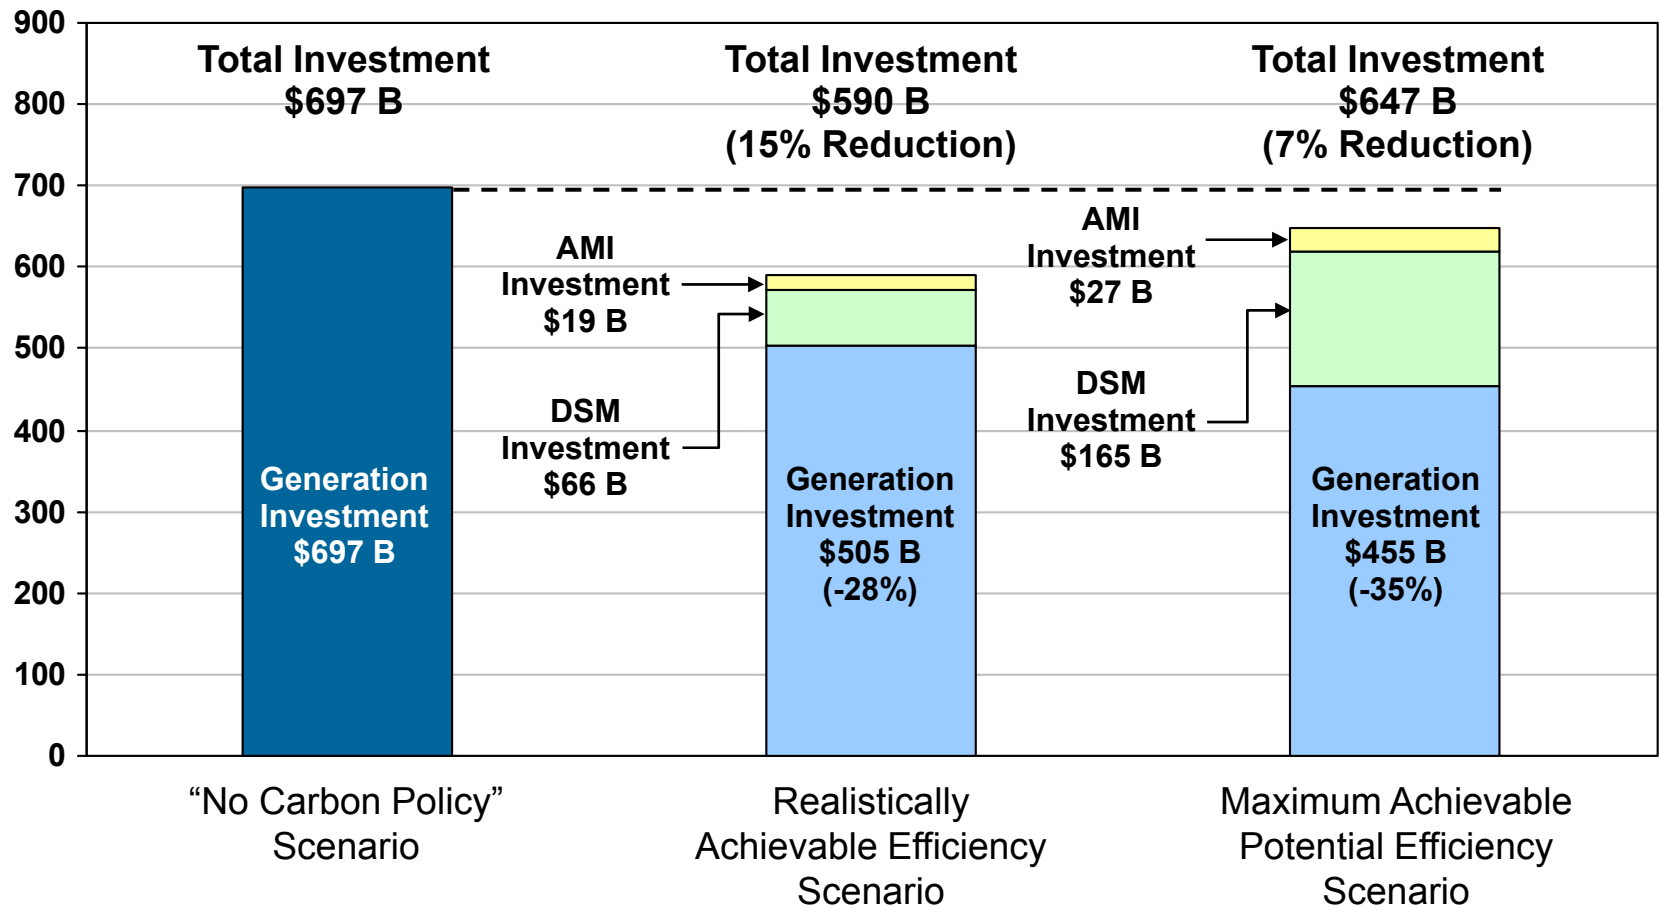 900
800
700
600
500
400
300
200
100
0
Total Investment
$697 B
Total Investment
$590 B
(15% Reduction)
Total Investment
$647 B
(7% Reduction)
Generation
Investment
$697 B
AMI
Investment
$19 B
DSM
Investment
$66 B
Generation
Investment
$505 B
(-28%)
AMI
Investment
$27 B
DSM
Investment
$165 B
Generation
Investment
$455 B
(-35%)
“No Carbon Policy”
Scenario
Realistically
Achievable Efficiency
Scenario
Maximum Achievable
Potential Efficiency
Scenario